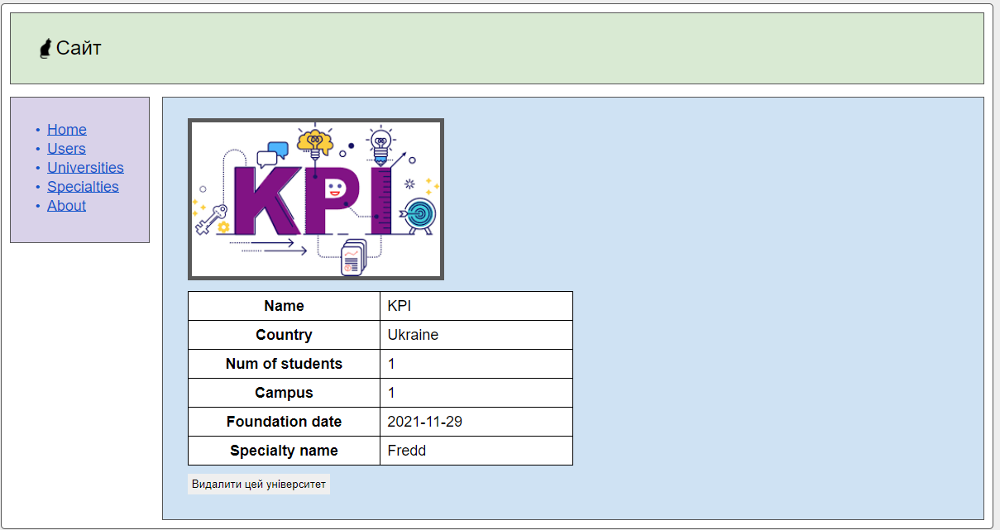 Сайт
Home
Users
Universities
Specialties
About
KPI
Name KPI
Country Ukraine
Num of students 1
Campus 1
Foundation date 2021-11-29
Specialty name Fredd
Видалити цей університет